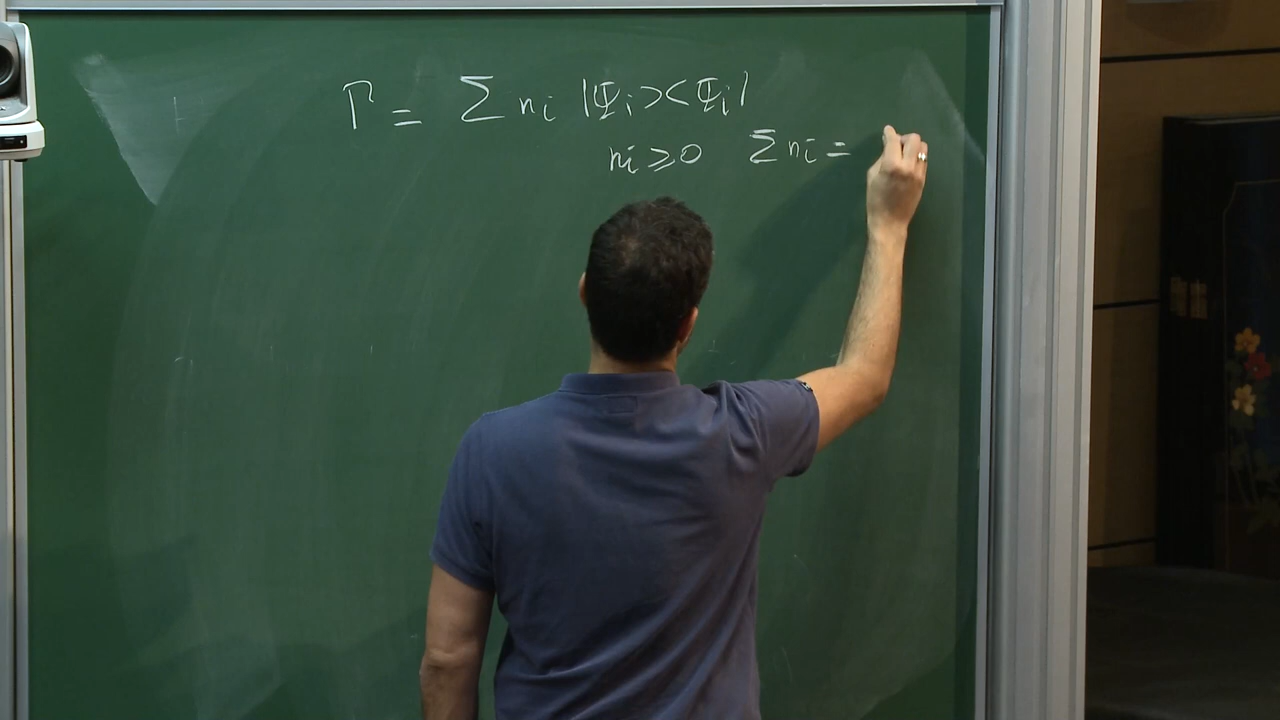 Γ = Σ nᵢ |Ψᵢ><Ψᵢ|
nᵢ ≥ 0 Σ nᵢ =